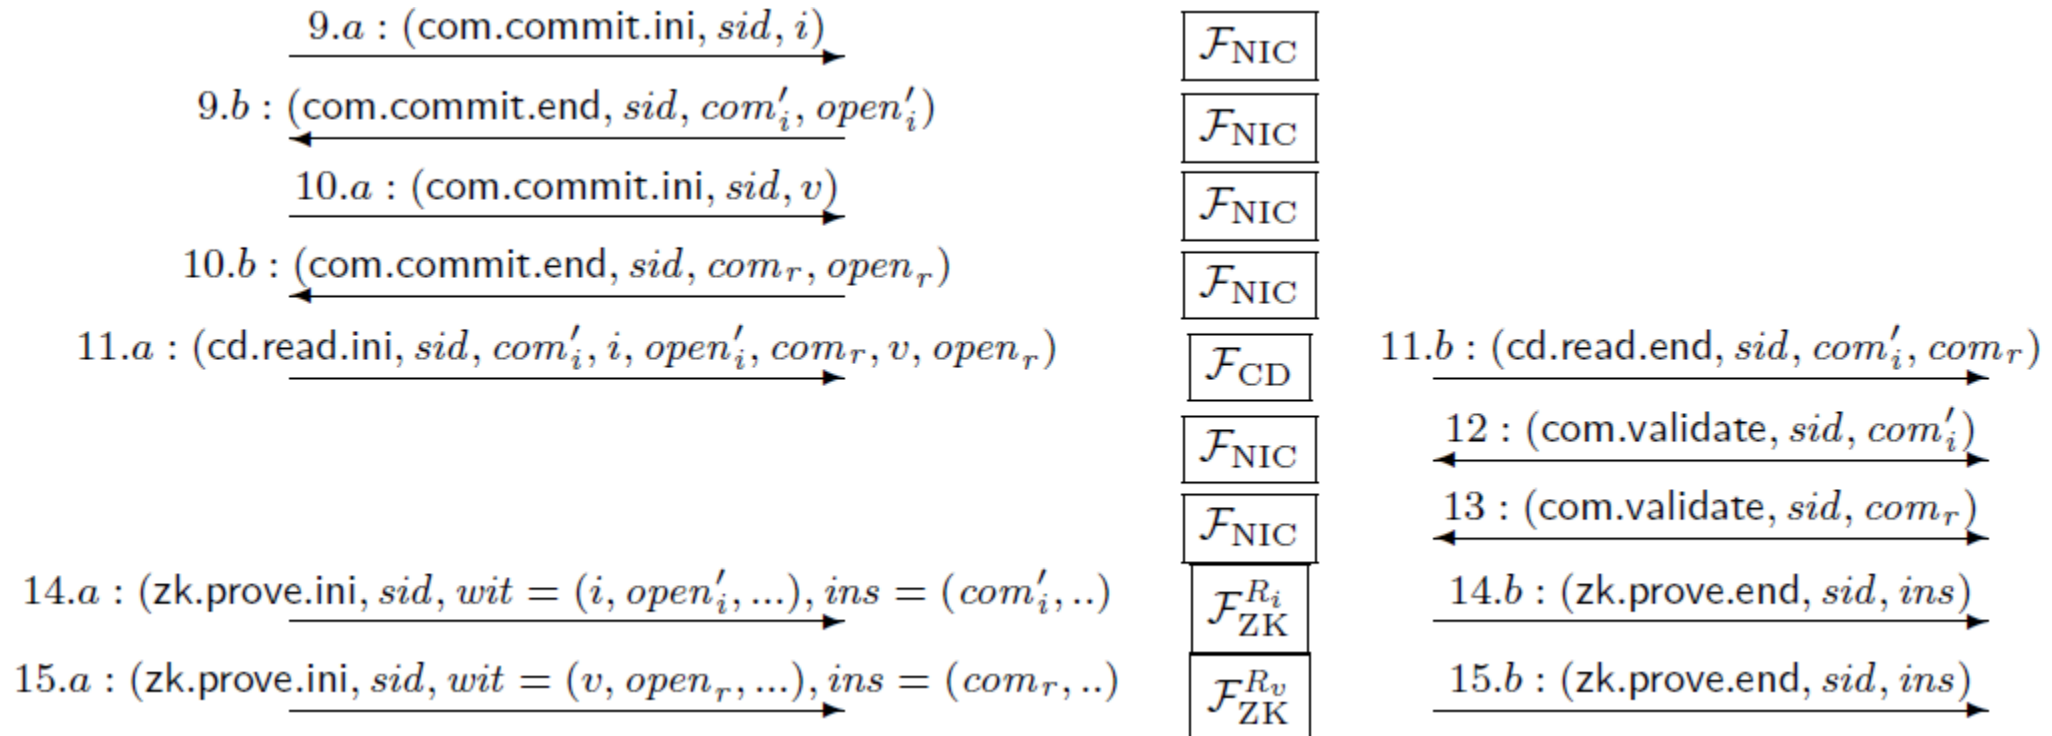 9.a : (com.commit.ini, sid, i) F_NIC
9.b : (com.commit.end, sid, com′_i, open′_i) F_NIC
10.a : (com.commit.ini, sid, v) F_NIC
10.b : (com.commit.end, sid, com_r, open_r) F_NIC
11.a : (cd.read.ini, sid, com′_i, i, open′_i, com_r, v, open_r) F_CD 11.b : (cd.read.end, sid, com′_i, com_r)
F_NIC 12 : (com.validate, sid, com′_i)
F_NIC 13 : (com.validate, sid, com_r)
14.a : (zk.prove.ini, sid, wit = (i, open′_i, ...), ins = (com′_i, ..) F_ZK^{R_i} 14.b : (zk.prove.end, sid, ins)
15.a : (zk.prove.ini, sid, wit = (v, open_r, ...), ins = (com_r, ..) F_ZK^{R_v} 15.b : (zk.prove.end, sid, ins)